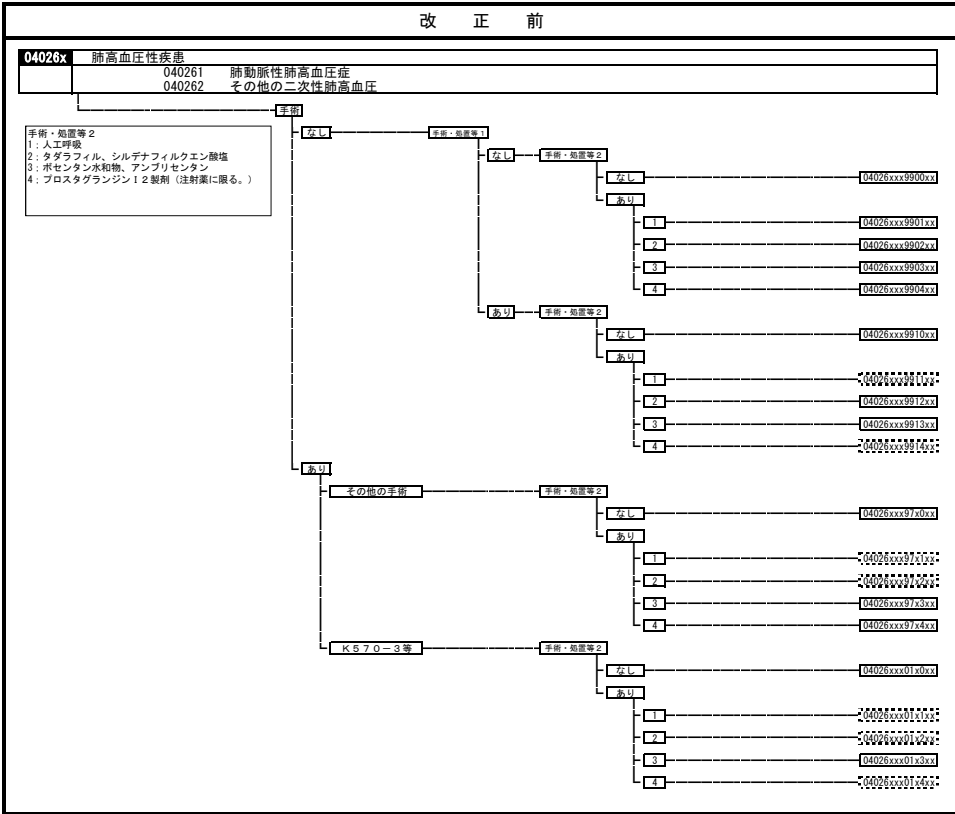 改 正 前
04026x 肺高血圧性疾患
040261 肺動脈性肺高血圧症
040262 その他の二次性肺高血圧
手術
手術・処置等２
1；人工呼吸
2；タダラフィル、シルデナフィルクエン酸塩
3；ボセンタン水和物、アンブリセンタン
4；プロスタグランジンＩ２製剤（注射薬に限る。）
なし 手術・処置等１
なし 手術・処置等２
なし 04026xxx9900xx
あり
1 04026xxx9901xx
2 04026xxx9902xx
3 04026xxx9903xx
4 04026xxx9904xx
あり 手術・処置等２
なし 04026xxx9910xx
あり
1 04026xxx9911xx
2 04026xxx9912xx
3 04026xxx9913xx
4 04026xxx9914xx
あり
その他の手術 手術・処置等２
なし 04026xxx97x0xx
あり
1 04026xxx97x1xx
2 04026xxx97x2xx
3 04026xxx97x3xx
4 04026xxx97x4xx
Ｋ５７０－３等 手術・処置等２
なし 04026xxx01x0xx
あり
1 04026xxx01x1xx
2 04026xxx01x2xx
3 04026xxx01x3xx
4 04026xxx01x4xx